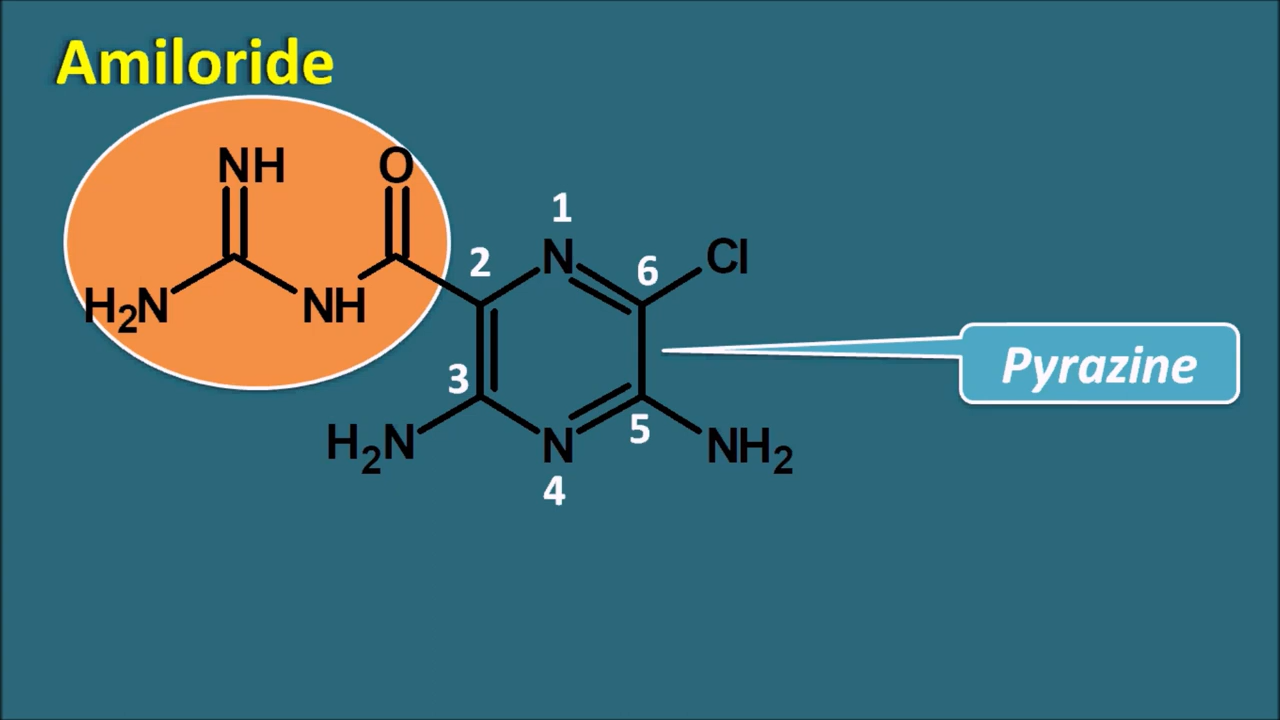 Amiloride
NH O
1
2 N 6 Cl
H₂N NH
3 Pyrazine
H₂N N 5 NH₂
4